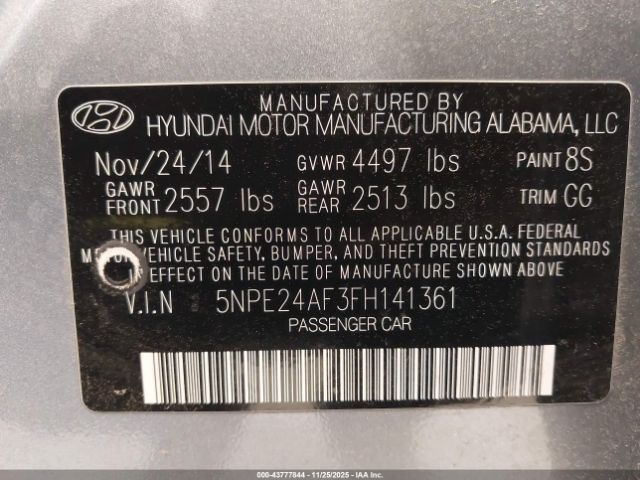 MANUFACTURED BY
HYUNDAI MOTOR MANUFACTURING ALABAMA, LLC
Nov/24/14 GVWR 4497 lbs PAINT 8S
GAWR FRONT 2557 lbs GAWR REAR 2513 lbs TRIM GG
THIS VEHICLE CONFORMS TO ALL APPLICABLE U.S.A. FEDERAL
VEHICLE SAFETY, BUMPER, AND THEFT PREVENTION STANDARDS
EFFECT ON THE DATE OF MANUFACTURE SHOWN ABOVE
V.I.N 5NPE24AF3FH141361
PASSENGER CAR
000-43777844 - 11/25/2025 - Copyright IAA, LLC.